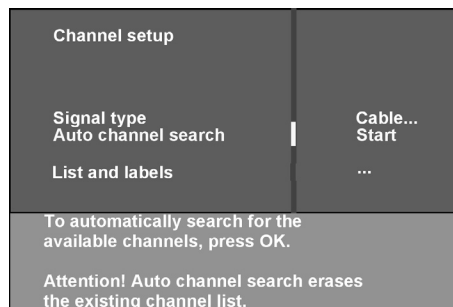 Channel setup
Signal type Cable...
Auto channel search Start
List and labels ...
To automatically search for the
available channels, press OK.
Attention! Auto channel search erases
the existing channel list.